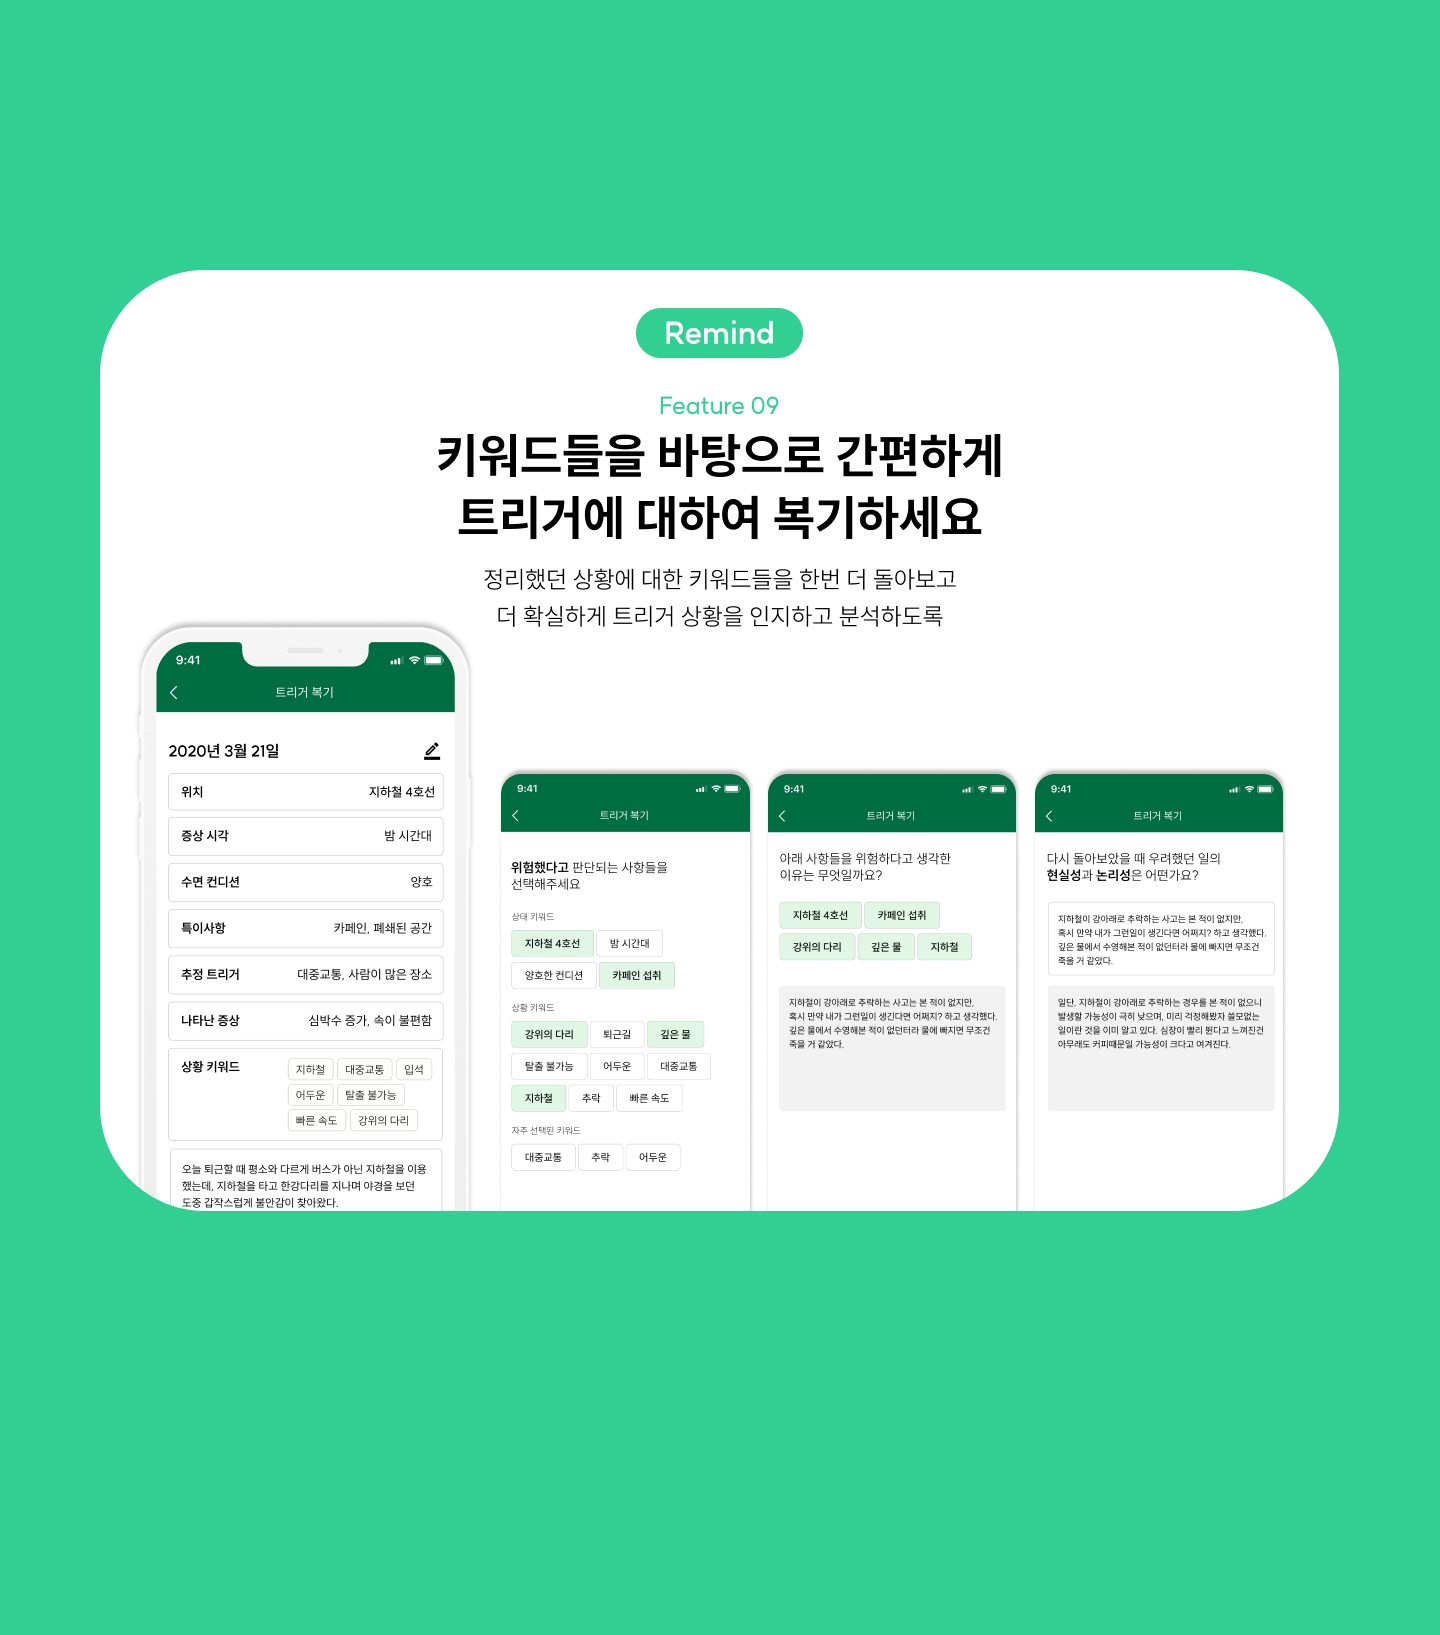 Remind
Feature 09
키워드들을 바탕으로 간편하게
트리거에 대하여 복기하세요
정리했던 상황에 대한 키워드들을 한번 더 돌아보고
더 확실하게 트리거 상황을 인지하고 분석하도록
9:41
트리거 복기
2020년 3월 21일
위치 지하철 4호선
증상 시각 밤 시간대
수면 컨디션 양호
특이사항 카페인, 폐쇄된 공간
추정 트리거 대중교통, 사람이 많은 장소
나타난 증상 심박수 증가, 속이 불편함
상황 키워드 지하철 대중교통 입석
어두운 탈출 불가능
빠른 속도 강위의 다리
오늘 퇴근할 때 평소와 다르게 버스가 아닌 지하철을 이용
했는데, 지하철을 타고 한강다리를 지나며 야경을 보던
도중 갑작스럽게 불안감이 찾아왔다.
9:41
트리거 복기
위험했다고 판단되는 사항들을
선택해주세요
상태 키워드
지하철 4호선 밤 시간대
양호한 컨디션 카페인 섭취
상황 키워드
강위의 다리 퇴근길 깊은 물
탈출 불가능 어두운 대중교통
지하철 추락 빠른 속도
자주 선택된 키워드
대중교통 추락 어두운
9:41
트리거 복기
아래 사항들을 위험하다고 생각한
이유는 무엇일까요?
지하철 4호선 카페인 섭취
강위의 다리 깊은 물 지하철
지하철이 강아래로 추락하는 사고는 본 적이 없지만,
혹시 만약 내가 그런일이 생긴다면 어쩌지? 하고 생각했다.
깊은 물에서 수영해본 적이 없던터라 물에 빠지면 무조건
죽을 거 같았다.
9:41
트리거 복기
다시 돌아보았을 때 우려했던 일의
현실성과 논리성은 어떤가요?
지하철이 강아래로 추락하는 사고는 본 적이 없지만,
혹시 만약 내가 그런일이 생긴다면 어쩌지? 하고 생각했다.
깊은 물에서 수영해본 적이 없던터라 물에 빠지면 무조건
죽을 거 같았다.
일단, 지하철이 강아래로 추락하는 경우를 본 적이 없으니
발생할 가능성이 극히 낮으며, 미리 걱정해봤자 쓸모없는
일이란 것을 이미 알고 있다. 심장이 빨리 뛴다고 느껴진건
아무래도 커피때문일 가능성이 크다고 여겨진다.